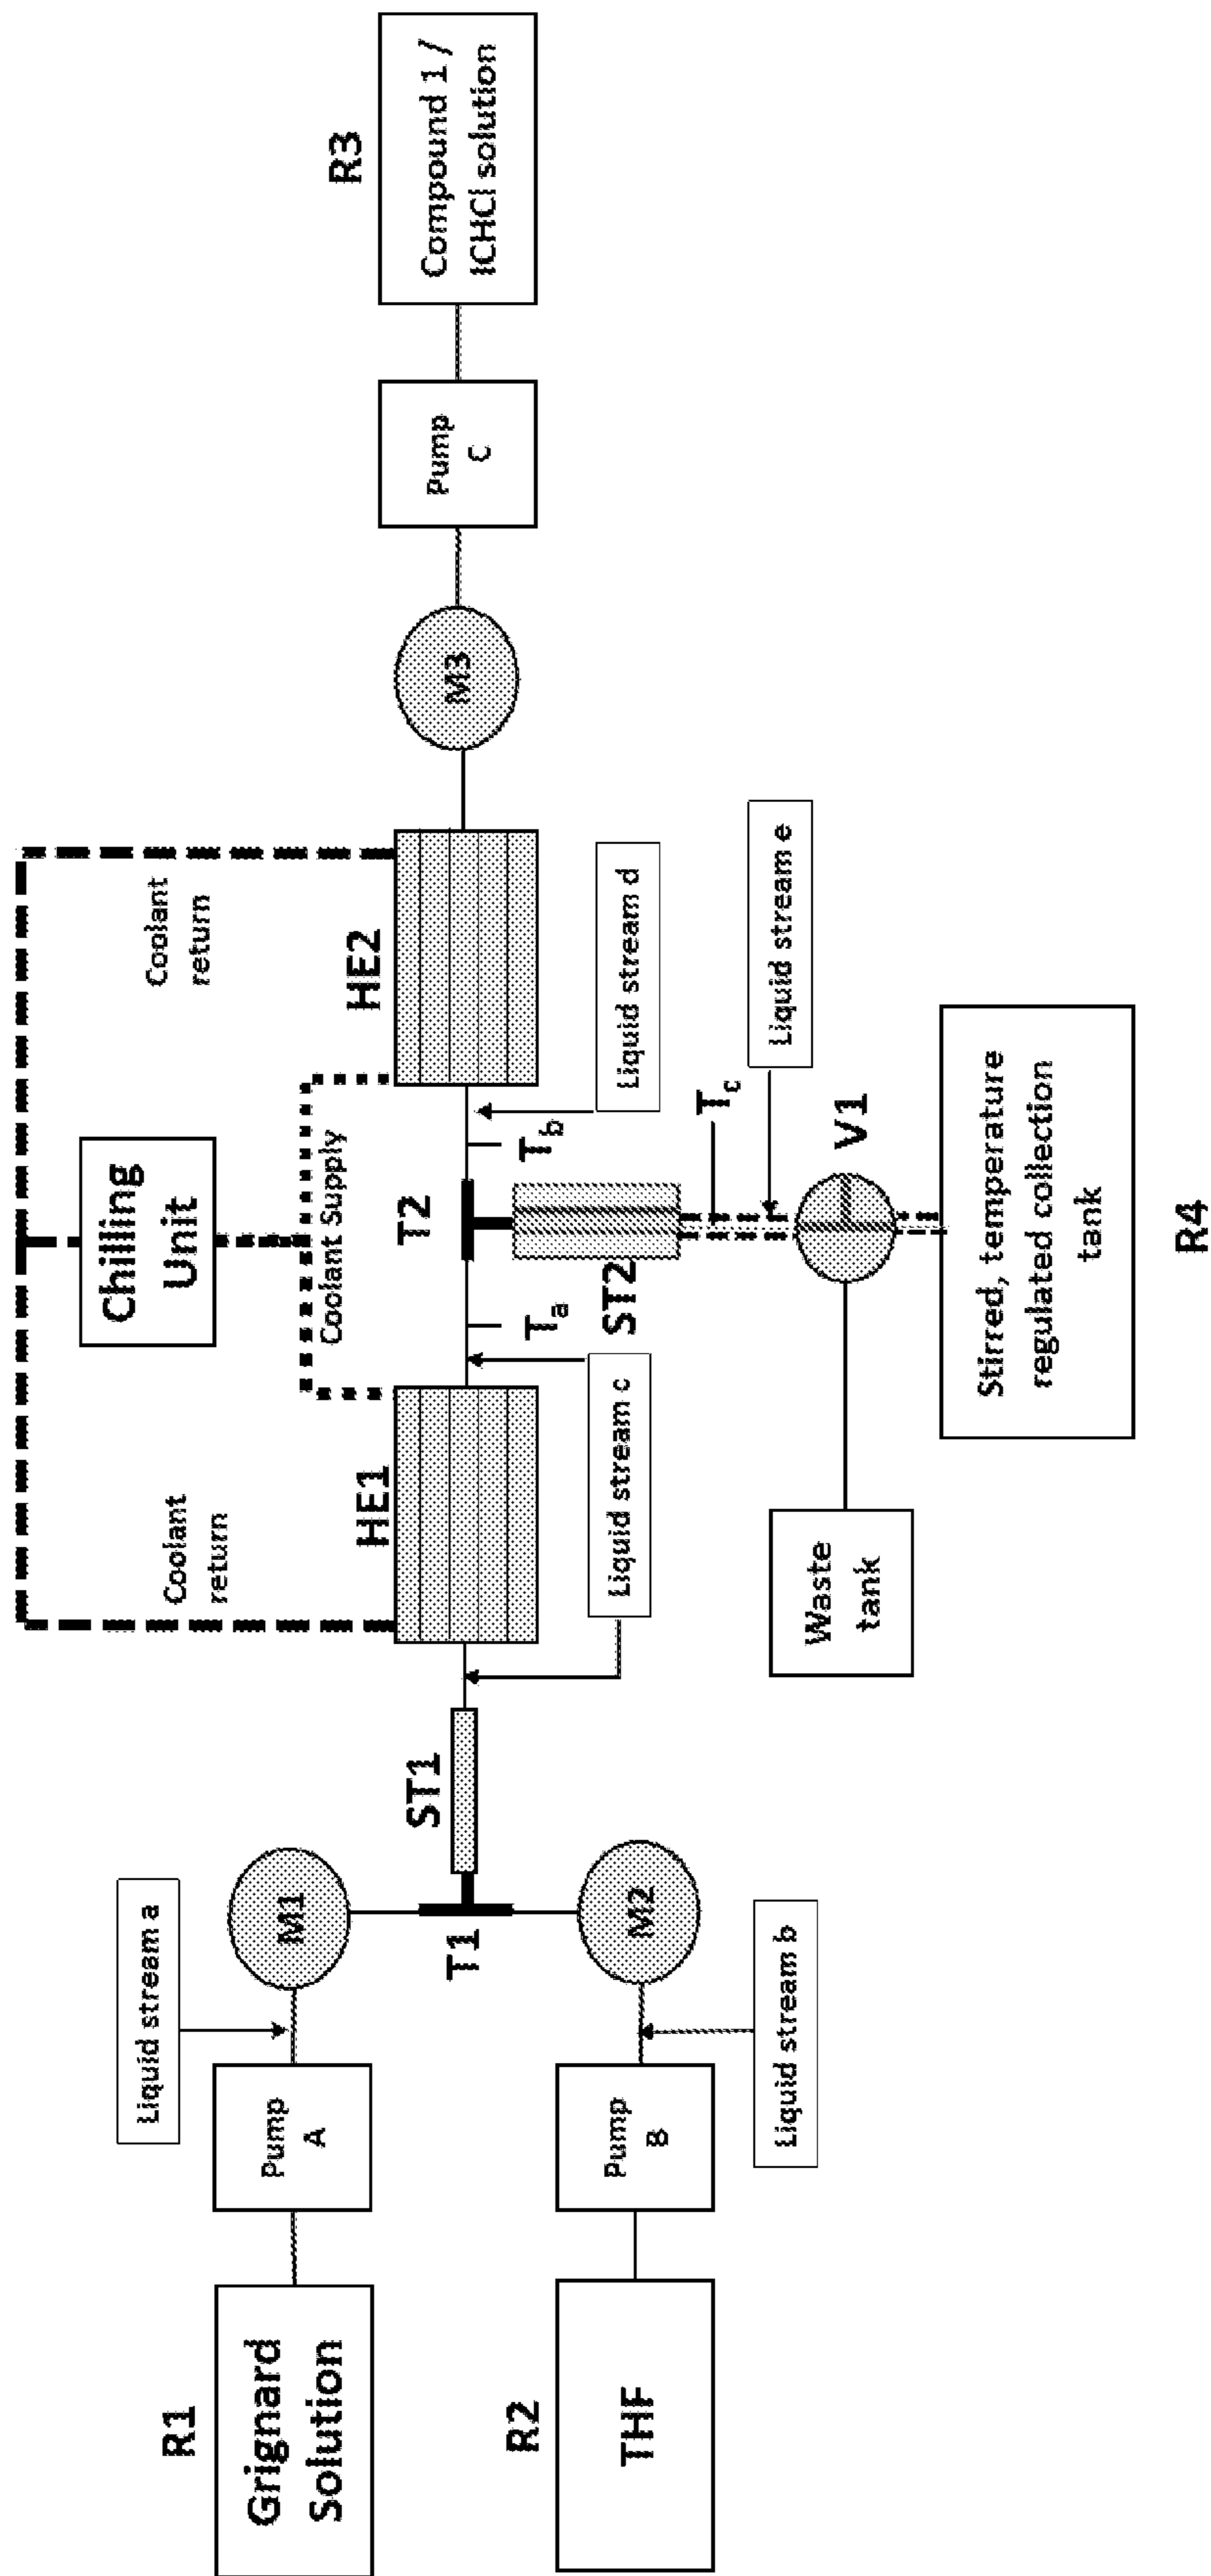 Chilling
Unit
Coolant
return
Coolant
return
Coolant Supply
R1
Grignard
Solution
Pump
A
Liquid stream a
M1
T1
ST1
HE1
T2
HE2
M3
Pump
C
R3
Compound 1 /
ICHCl solution
R2
THF
Pump
B
Liquid stream b
M2
Liquid stream c
Ta
Tb
Liquid stream d
ST2
Tc
Liquid stream e
V1
Waste
tank
Stirred, temperature
regulated collection
tank
R4